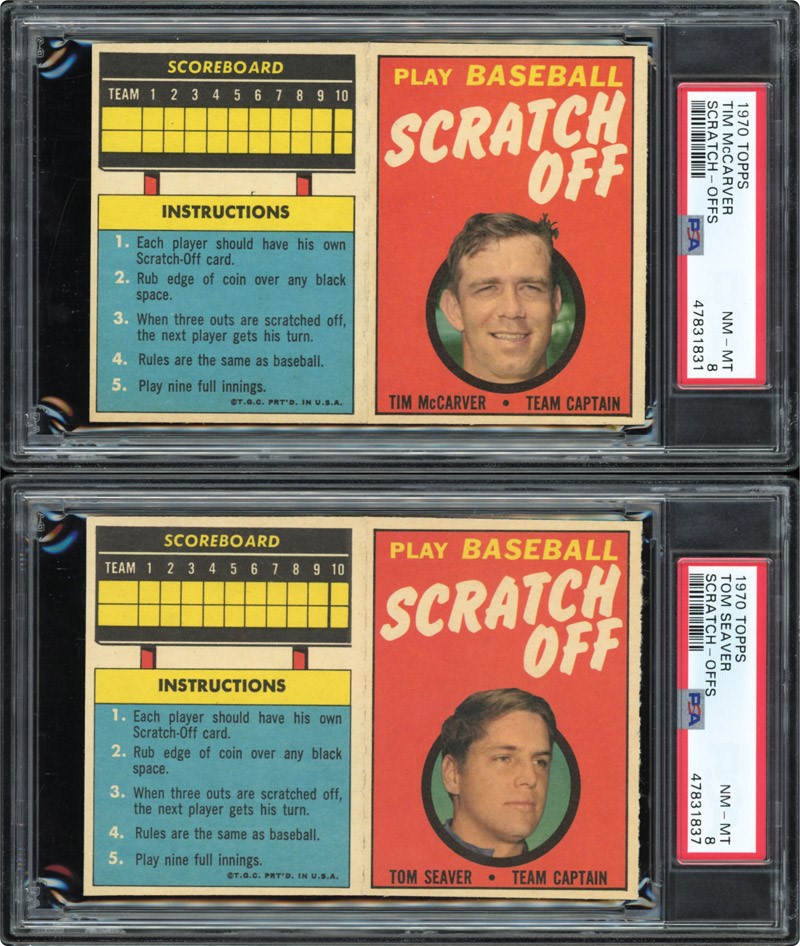 SCOREBOARD
TEAM 1 2 3 4 5 6 7 8 9 10
INSTRUCTIONS
1. Each player should have his own
Scratch-Off card.
2. Rub edge of coin over any black
space.
3. When three outs are scratched off,
the next player gets his turn.
4. Rules are the same as baseball.
5. Play nine full innings.
©T.G.C. PRT'D. IN U.S.A.
PLAY BASEBALL
SCRATCH
OFF
TIM McCARVER • TEAM CAPTAIN
1970 TOPPS
TIM McCARVER
SCRATCH-OFFS
NM-MT
8
47831831
PSA
SCOREBOARD
TEAM 1 2 3 4 5 6 7 8 9 10
INSTRUCTIONS
1. Each player should have his own
Scratch-Off card.
2. Rub edge of coin over any black
space.
3. When three outs are scratched off,
the next player gets his turn.
4. Rules are the same as baseball.
5. Play nine full innings.
©T.G.C. PRT'D. IN U.S.A.
PLAY BASEBALL
SCRATCH
OFF
TOM SEAVER • TEAM CAPTAIN
1970 TOPPS
TOM SEAVER
SCRATCH-OFFS
NM-MT
8
47831837
PSA